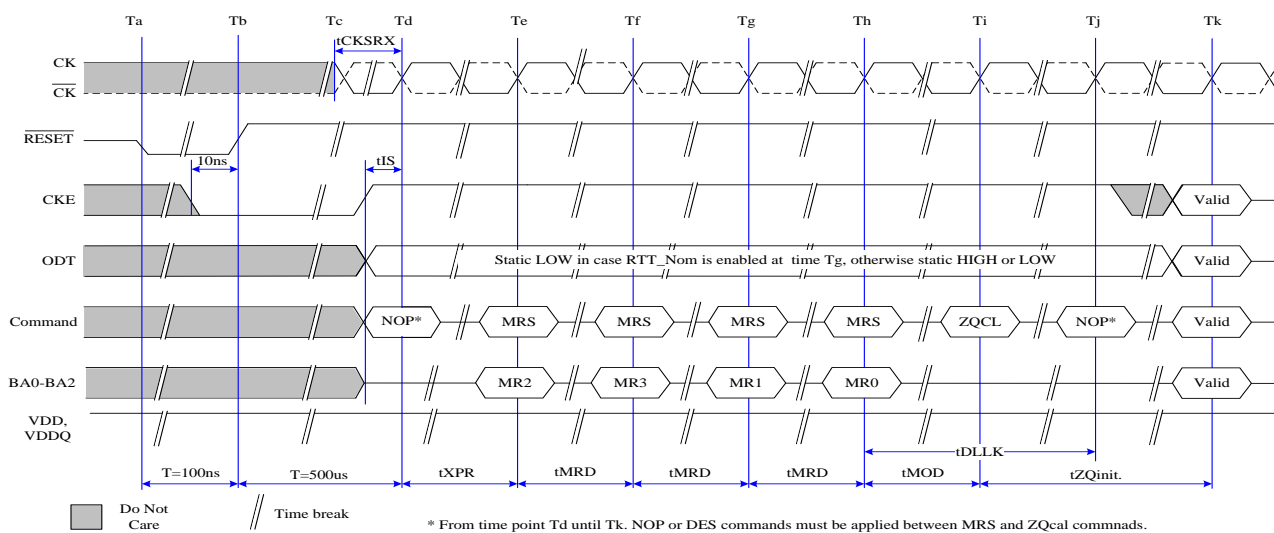 Ta Tb Tc Td Te Tf Tg Th Ti Tj Tk
tCKSRX
CK
CK
RESET
10ns tIS
CKE Valid
ODT Static LOW in case RTT_Nom is enabled at time Tg, otherwise static HIGH or LOW Valid
Command NOP* MRS MRS MRS MRS ZQCL NOP* Valid
BA0-BA2 MR2 MR3 MR1 MR0 Valid
VDD,
VDDQ
tDLLK
T=100ns T=500us tXPR tMRD tMRD tMRD tMOD tZQinit.
Do Not
Care
Time break
* From time point Td until Tk. NOP or DES commands must be applied between MRS and ZQcal commnads.